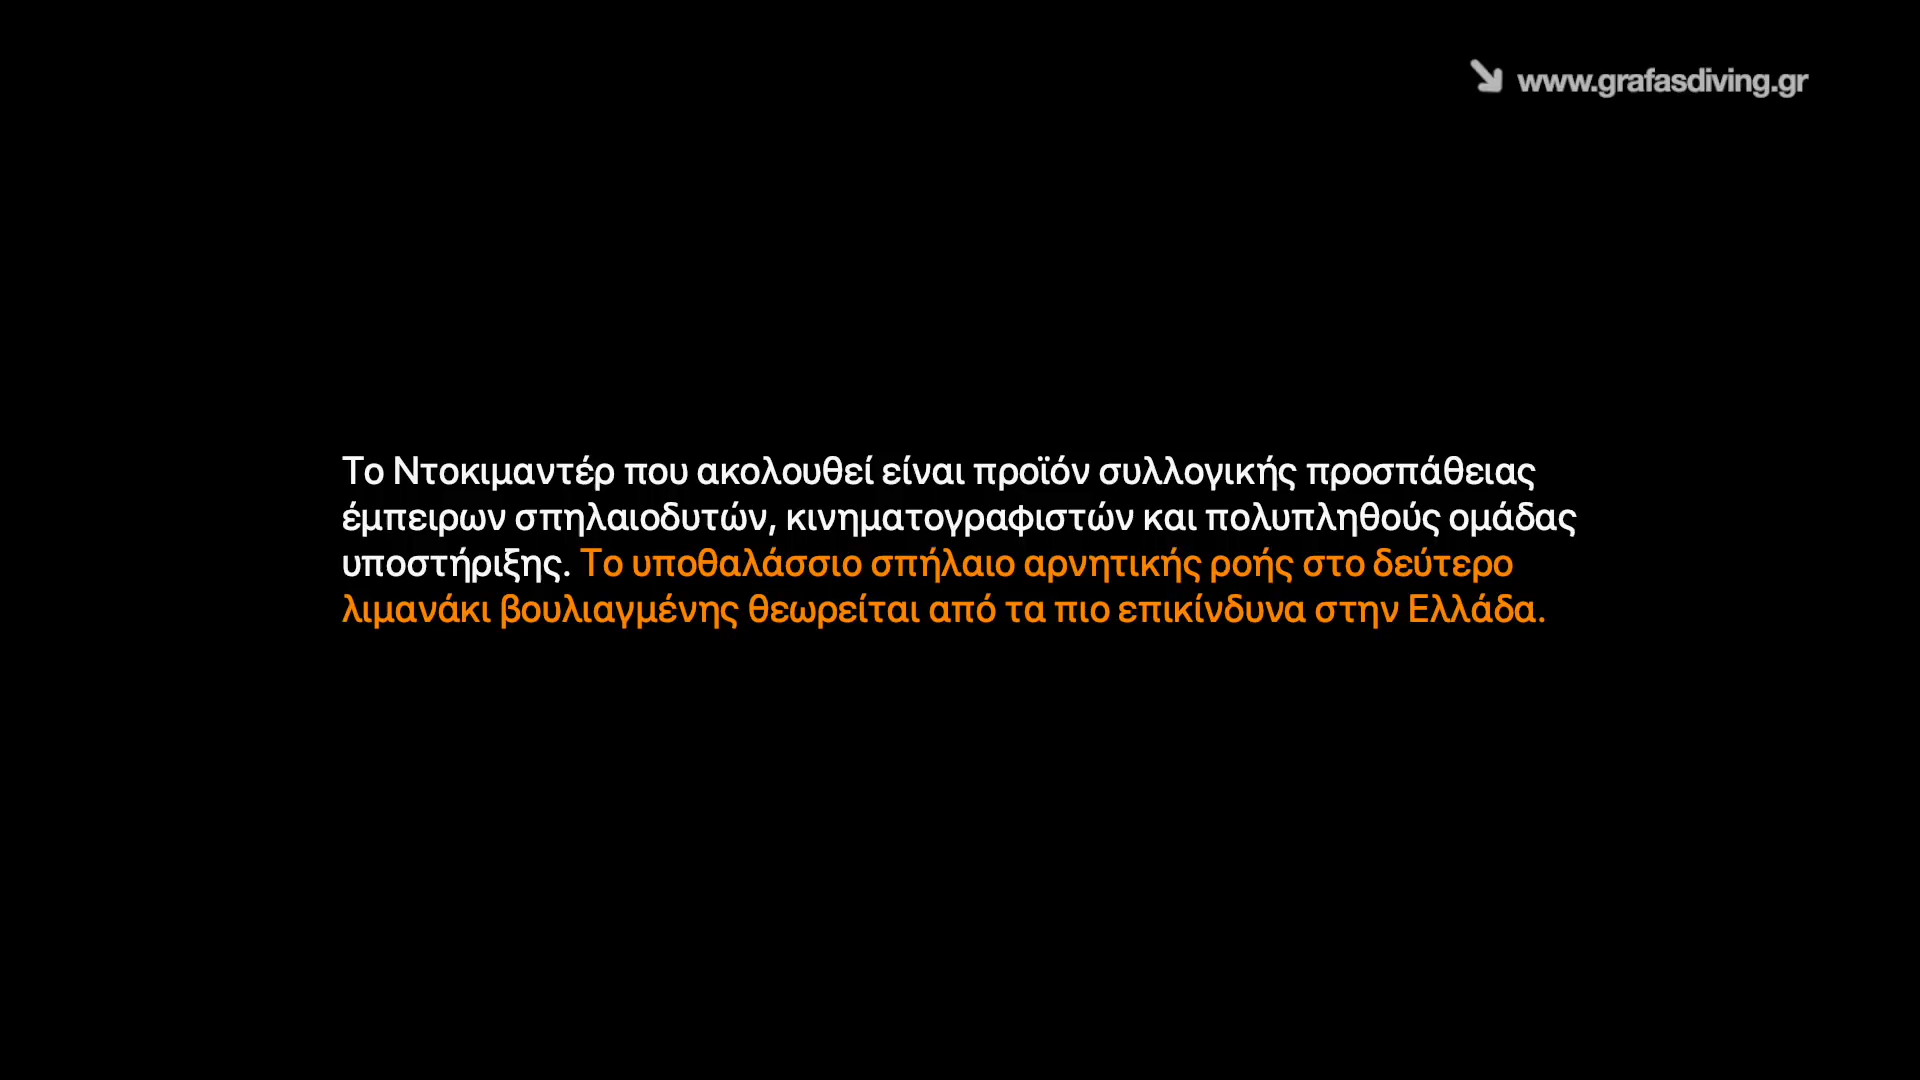 www.grafasdiving.gr
Το Ντοκιμαντέρ που ακολουθεί είναι προϊόν συλλογικής προσπάθειας
έμπειρων σπηλαιοδυτών, κινηματογραφιστών και πολυπληθούς ομάδας
υποστήριξης. Το υποθαλάσσιο σπήλαιο αρνητικής ροής στο δεύτερο
λιμανάκι βουλιαγμένης θεωρείται από τα πιο επικίνδυνα στην Ελλάδα.